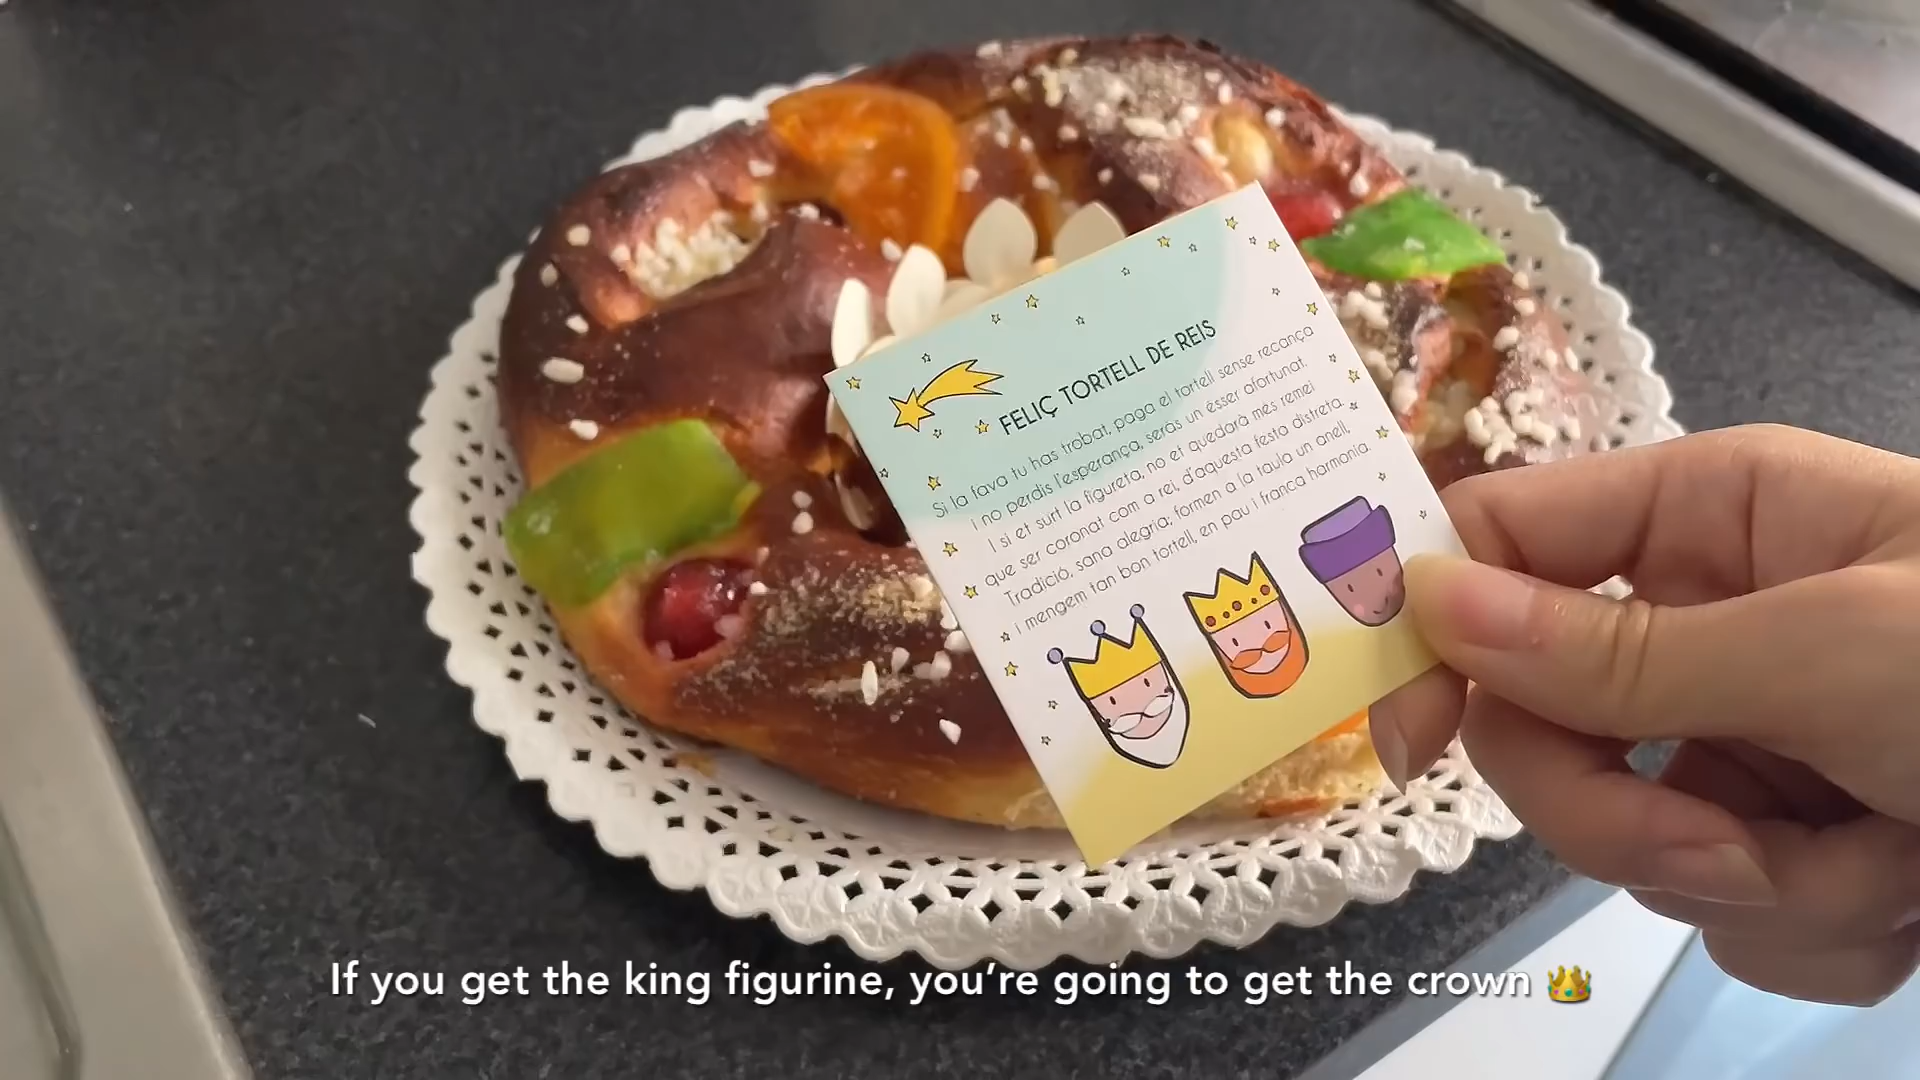 FELIÇ TORTELL DE REIS
Si la fava tu has trobat, paga el tortell sense recança
i no perdis l'esperança, seràs un ésser afortunat.
I si et surt la figureta, no et quedarà més remei
que ser coronat com a rei, d'aquesta festa distreta.
Tradició, sana alegria; formen a la taula un anell,
i mengem tan bon tortell, en pau i franca harmonia.
If you get the king figurine, you're going to get the crown 👑